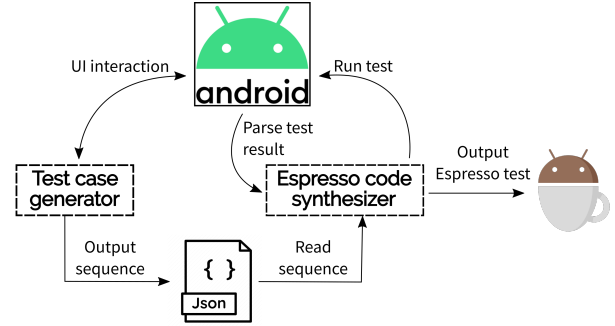 UI interaction
android
Run test
Parse test
result
Test case
generator
Espresso code
synthesizer
Output
Espresso test
Output
sequence
{ }
Json
Read
sequence